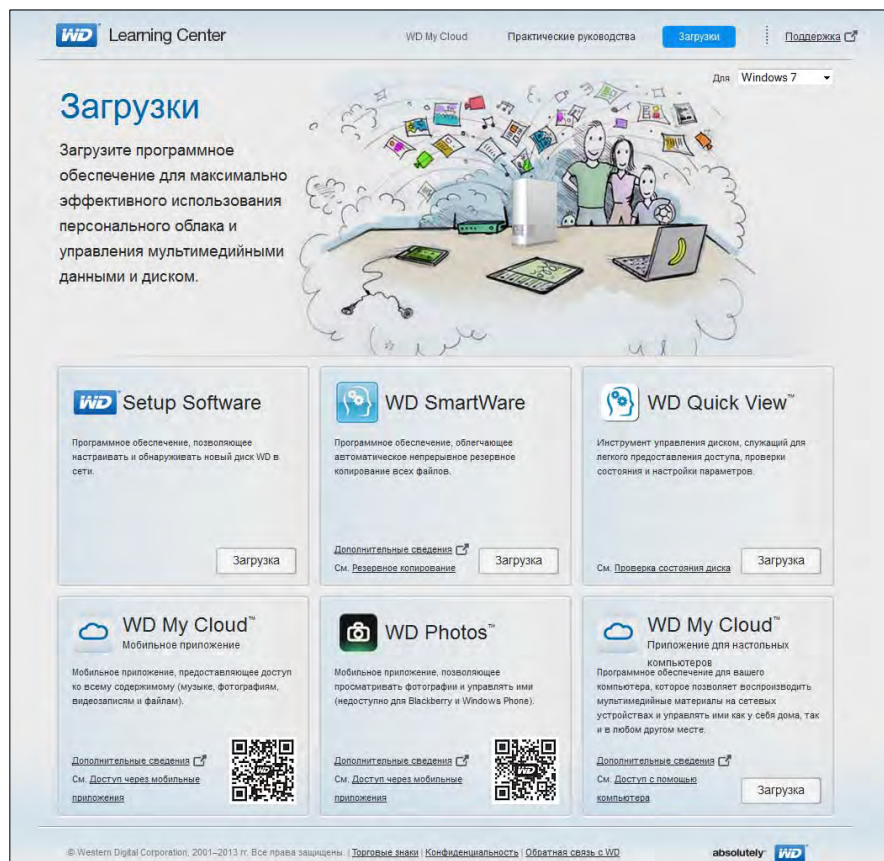 WD Learning Center
WD My Cloud
Практические руководства
Загрузки
Поддержка
Для Windows 7
Загрузки
Загрузите программное
обеспечение для максимально
эффективного использования
персонального облака и
управления мультимедийными
данными и диском.
WD Setup Software
Программное обеспечение, позволяющее
настраивать и обнаруживать новый диск WD в
сети.
Загрузка
WD SmartWare
Программное обеспечение, облегчающее
автоматическое непрерывное резервное
копирование всех файлов.
Дополнительные сведения
См. Резервное копирование
Загрузка
WD Quick View™
Инструмент управления диском, служащий для
легкого предоставления доступа, проверки
состояния и настройки параметров.
См. Проверка состояния диска
Загрузка
WD My Cloud™
Мобильное приложение
Мобильное приложение, предоставляющее доступ
ко всему содержимому (музыке, фотографиям,
видеозаписям и файлам).
Дополнительные сведения
См. Доступ через мобильные
приложения
WD
WD Photos™
Мобильное приложение, позволяющее
просматривать фотографии и управлять ими
(недоступно для Blackberry и Windows Phone).
Дополнительные сведения
См. Доступ через мобильные
приложения
WD
WD My Cloud™
Приложение для настольных
компьютеров
Программное обеспечение для вашего
компьютера, которое позволяет воспроизводить
мультимедийные материалы на сетевых
устройствах и управлять ими как у себя дома, так
и в любом другом месте.
Дополнительные сведения
См. Доступ с помощью
компьютера
Загрузка
© Western Digital Corporation, 2001–2013 гг. Все права защищены. | Торговые знаки | Конфиденциальность | Обратная связь с WD
absolutely WD